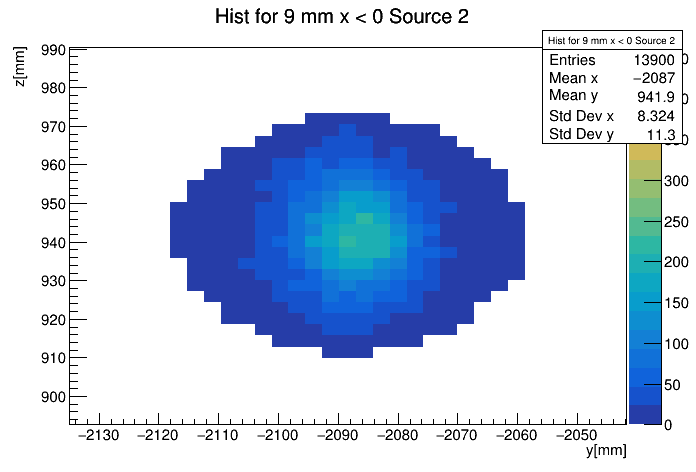 Hist for 9 mm x < 0 Source 2
z[mm]
990
980
970
960
950
940
930
920
910
900
Hist for 9 mm x < 0 Source 2
Entries 13900
Mean x −2087
Mean y 941.9
Std Dev x 8.324
Std Dev y 11.3
300
250
200
150
100
50
0
−2130 −2120 −2110 −2100 −2090 −2080 −2070 −2060 −2050
y[mm]